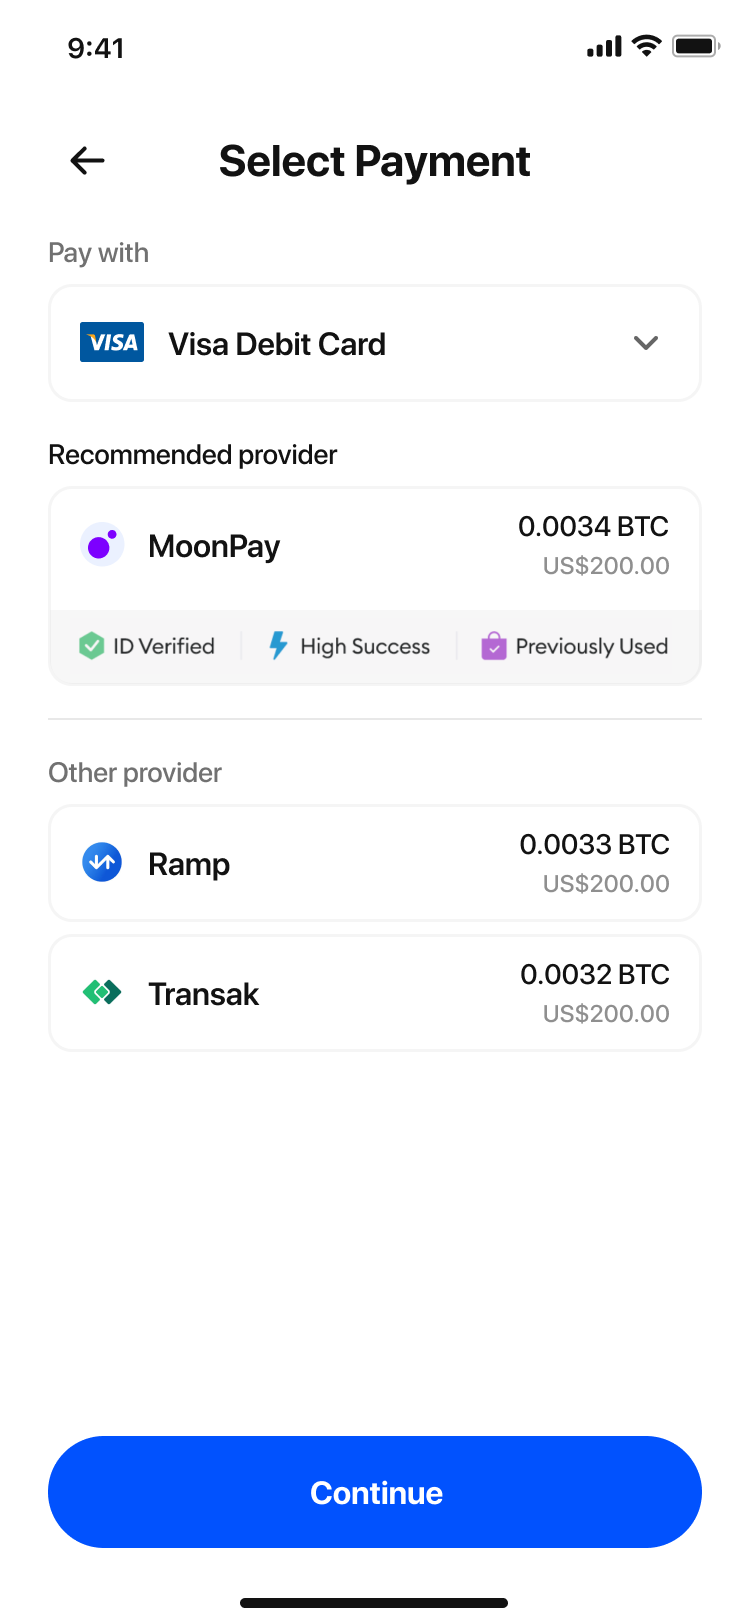 9:41
Select Payment
Pay with
VISA Visa Debit Card
Recommended provider
MoonPay
0.0034 BTC
US$200.00
ID Verified
High Success
Previously Used
Other provider
Ramp
0.0033 BTC
US$200.00
Transak
0.0032 BTC
US$200.00
Continue